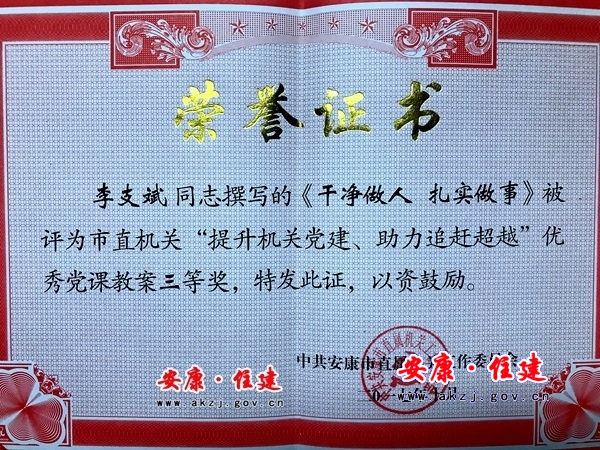 荣誉证书
李支斌 同志撰写的《干净做人 扎实做事》被
评为市直机关“提升机关党建、助力追赶超越”优
秀党课教案三等奖，特发此证，以资鼓励。
中共安康市直属 工作委员会
安康·住建
www.akzj.gov.cn
安康·住建
www.akzj.gov.cn